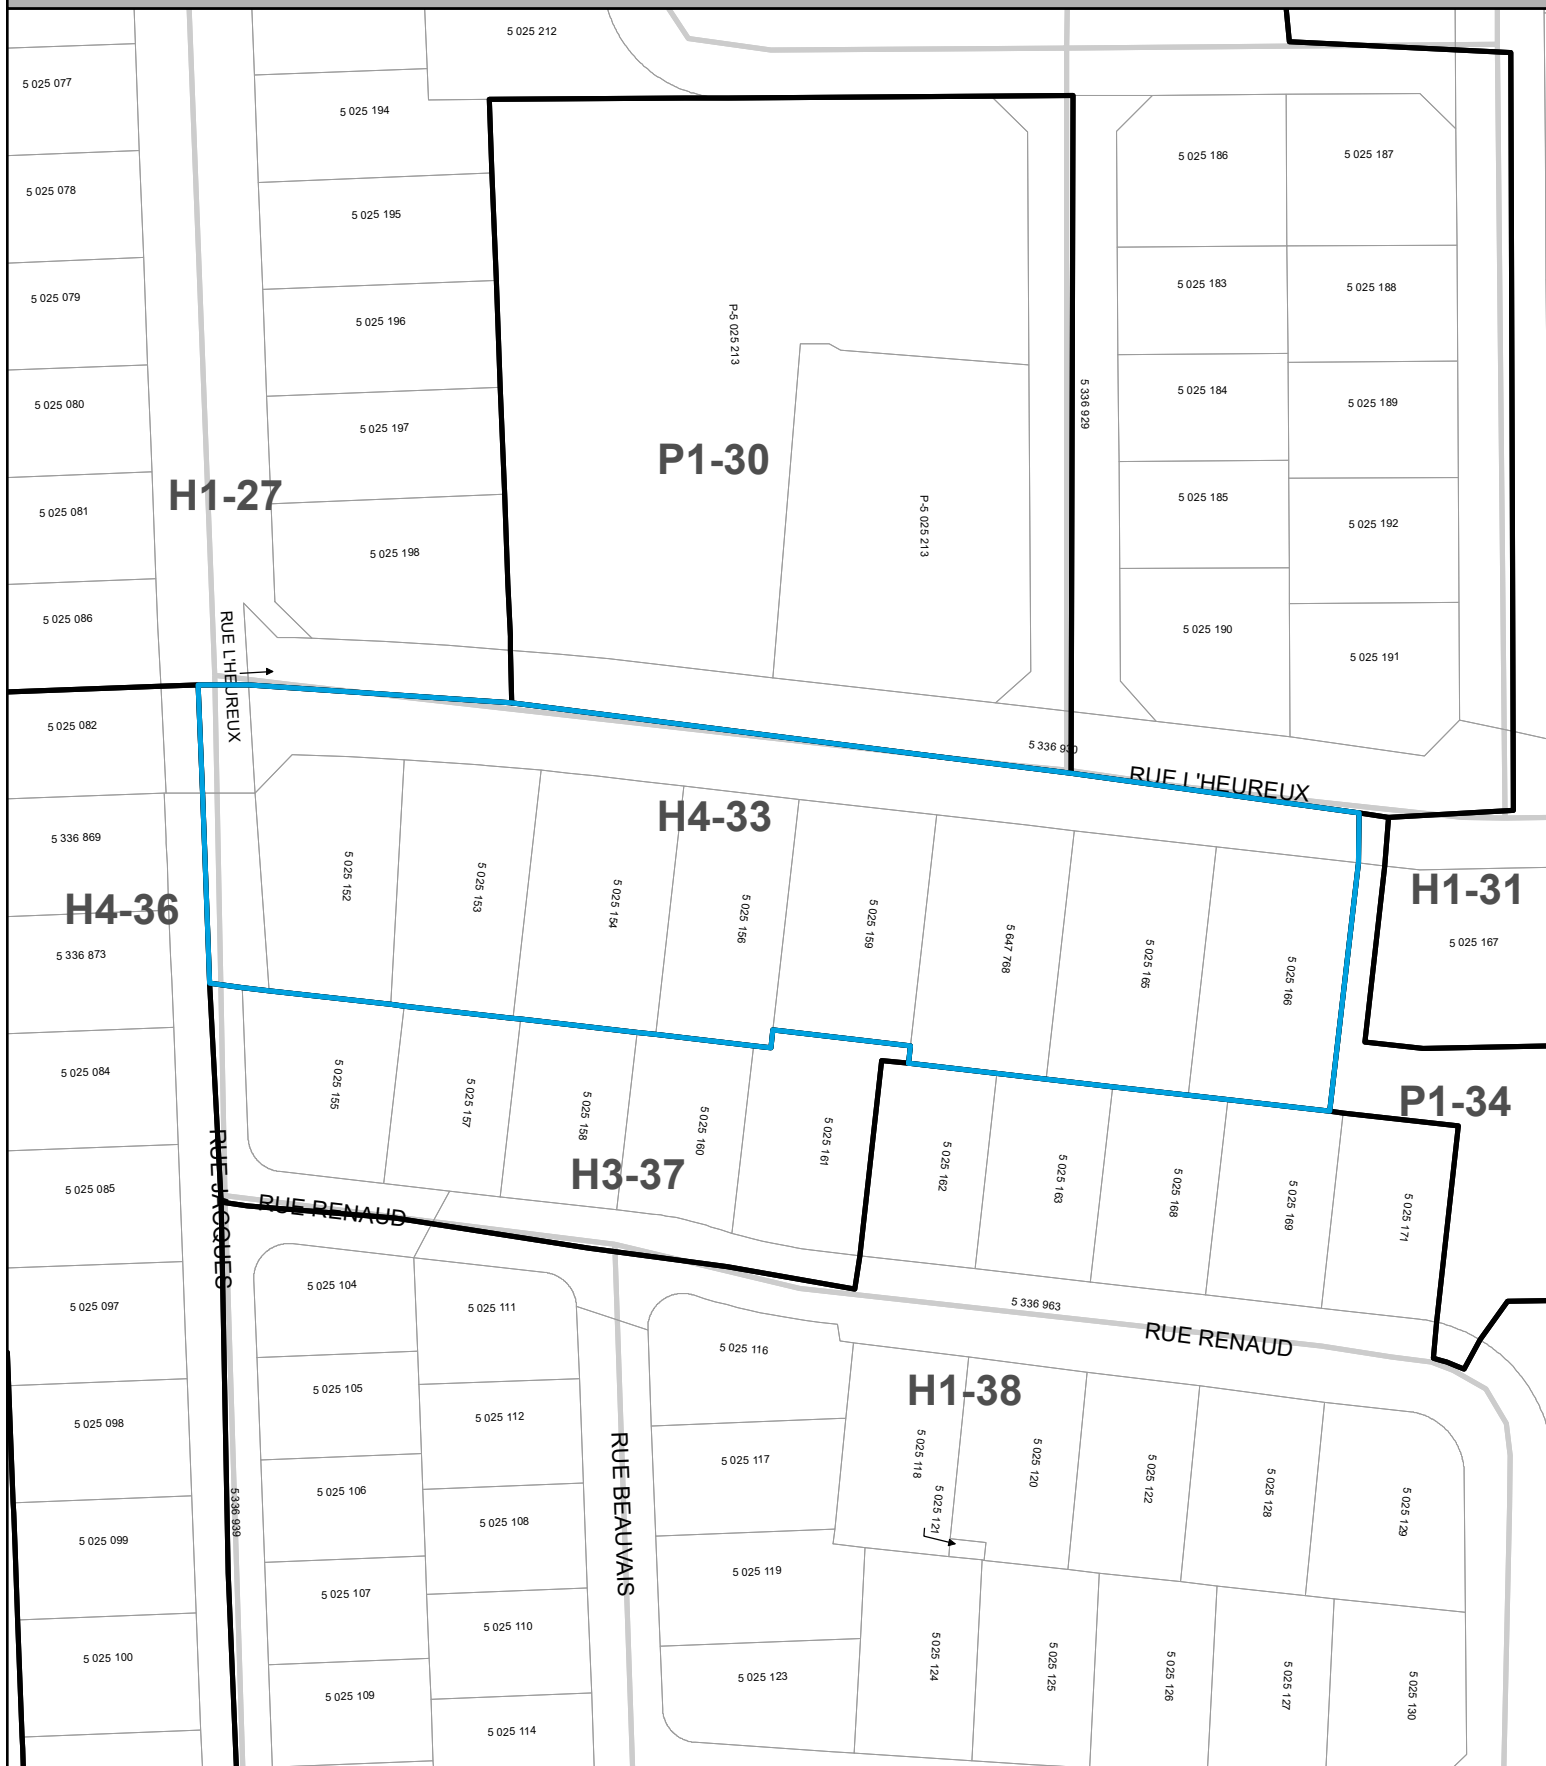 5 025 212
5 025 077
5 025 194
5 025 186
5 025 187
5 025 078
5 025 195
5 025 183
5 025 188
5 025 079
5 025 196
P-5 025 213
5 336 929
5 025 184
5 025 189
5 025 080
5 025 197
P1-30
H1-27
5 025 185
5 025 081
P-5 025 213
5 025 192
5 025 198
5 025 086
5 025 190
5 025 191
RUE L'HEUREUX
5 025 082
5 336 930
RUE L'HEUREUX
H4-33
5 336 869
5 025 152
5 025 153
5 025 154
5 025 156
5 025 159
5 647 768
5 025 165
5 025 166
H1-31
5 025 167
H4-36
5 336 873
5 025 084
5 025 155
5 025 157
5 025 158
5 025 160
5 025 161
P1-34
5 025 162
5 025 163
5 025 168
5 025 169
5 025 171
H3-37
5 025 085
RUE JACQUES
RUE RENAUD
5 025 104
5 025 097
5 025 111
5 336 963
RUE RENAUD
5 025 116
5 025 105
H1-38
5 025 098
5 025 112
5 025 117
5 025 118
5 025 120
5 025 122
5 025 128
5 025 129
5 025 106
5 336 939
RUE BEAUVAIS
5 025 121
5 025 108
5 025 099
5 025 119
5 025 107
5 025 110
5 025 100
5 025 123
5 025 124
5 025 125
5 025 126
5 025 127
5 025 130
5 025 109
5 025 114